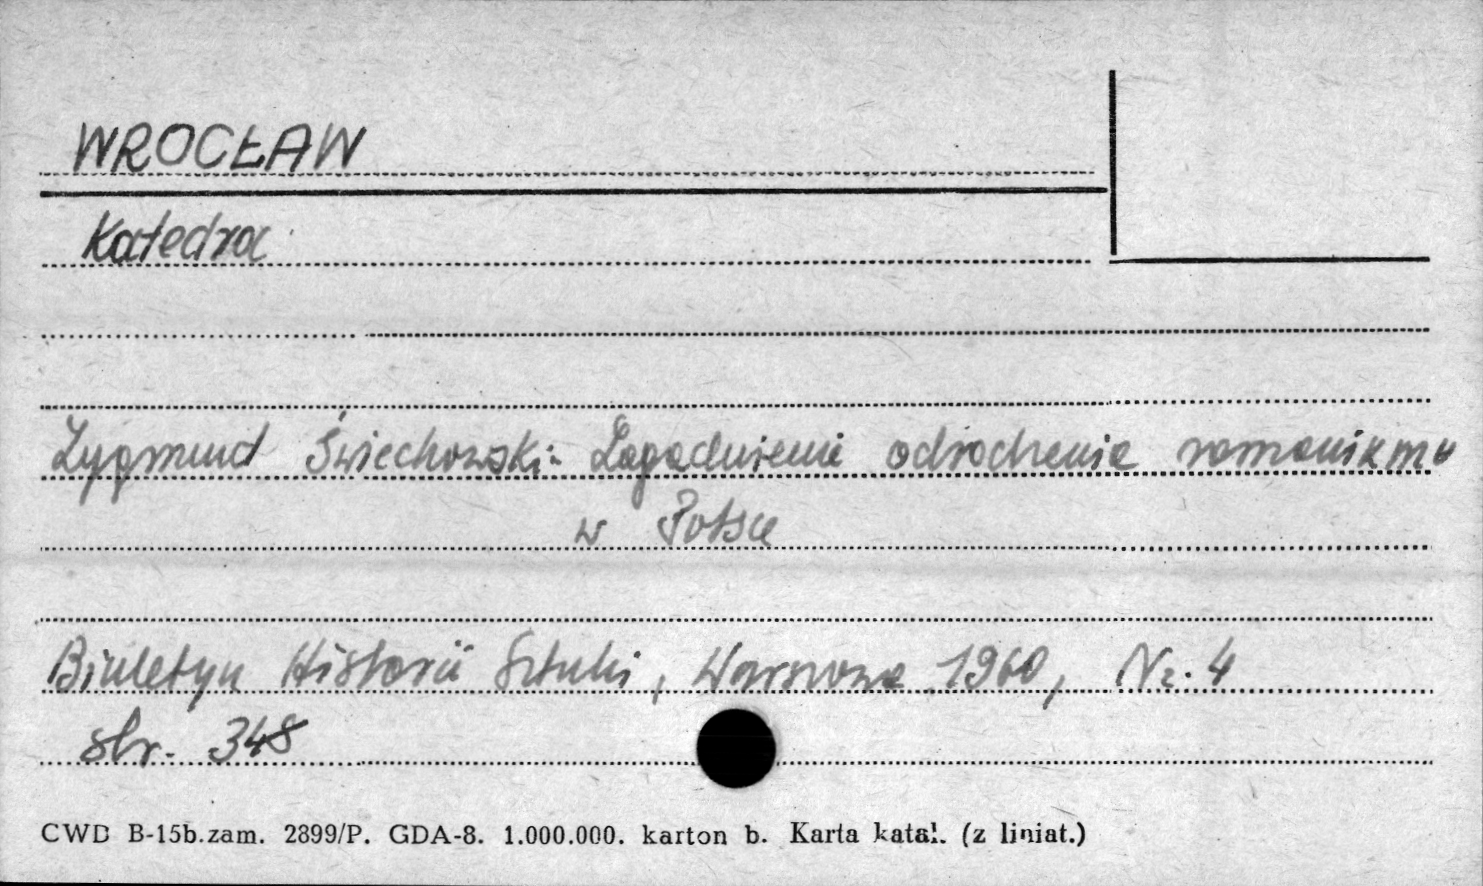 WROCŁAW
Katedra
Zygmund Świechowski: Zagadnienie odrodzenia romanizmu
w Polsce
Biuletyn Historii Sztuki, Warszawa 1960, Nr. 4
str. 348
CWD B-15b.zam. 2899/P. GDA-8. 1.000.000. karton b. Karta katal. (z liniat.)